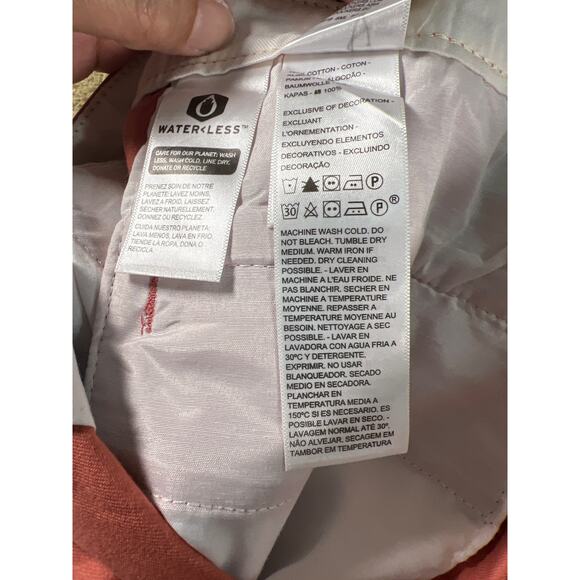 WATER<LESS™
CARE FOR OUR PLANET: WASH
LESS, WASH COLD, LINE DRY,
DONATE OR RECYCLE
PRENEZ SOIN DE NOTRE
PLANETE: LAVEZ MOINS,
LAVEZ A FROID, LAISSEZ
SECHER NATURELLEMENT.
DONNEZ OU RECYCLEZ.
CUIDA NUESTRO PLANETA:
LAVA MENOS, LAVA EN FRIO,
TIENDE LA ROPA, DONA O
RECICLA.
COTTON - COTON -
BAUMWOLLE ALGODÃO -
KAPAS - 棉 100%
EXCLUSIVE OF DECORATION -
EXCLUANT
L'ORNEMENTATION -
EXCLUYENDO ELEMENTOS
DECORATIVOS - EXCLUINDO
DECORAÇÃO
P
30 P ®
MACHINE WASH COLD. DO
NOT BLEACH. TUMBLE DRY
MEDIUM. WARM IRON IF
NEEDED. DRY CLEANING
POSSIBLE. - LAVER EN
MACHINE A L'EAU FROIDE. NE
PAS BLANCHIR. SECHER EN
MACHINE A TEMPERATURE
MOYENNE. REPASSER A
TEMPERATURE MOYENNE AU
BESOIN. NETTOYAGE A SEC
POSSIBLE. - LAVAR EN
LAVADORA CON AGUA FRIA A
30ºC Y DETERGENTE.
EXPRIMIR. NO USAR
BLANQUEADOR. SECADO
MEDIO EN SECADORA.
PLANCHAR EN
TEMPERATURA MEDIA A
150ºC SI ES NECESARIO. ES
POSIBLE LAVAR EN SECO. -
LAVAGEM NORMAL ATÉ 30º.
NÃO ALVEJAR. SECAGEM EM
TAMBOR EM TEMPERATURA